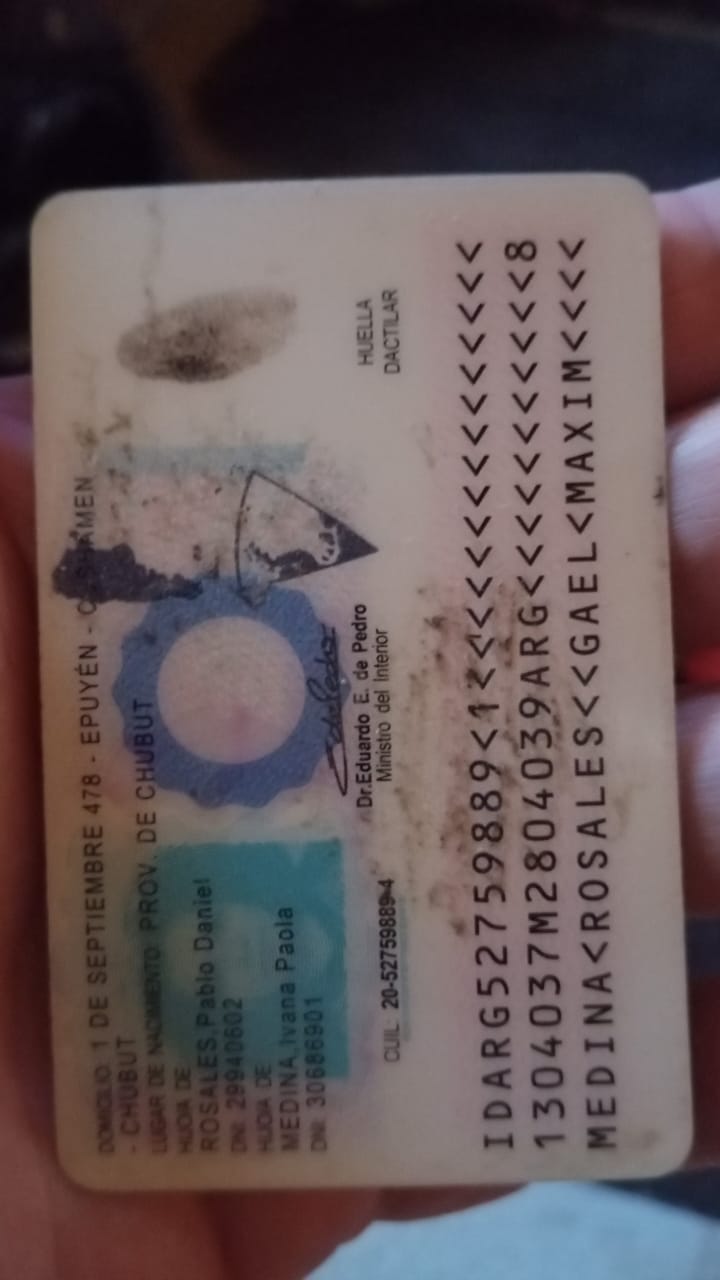 DOMICILIO: 1 DE SEPTIEMBRE 478 - EPUYÉN - CUSHAMEN
- CHUBUT
LUGAR DE NACIMIENTO: PROV. DE CHUBUT
HIJO/A DE:
ROSALES,Pablo Daniel
DNI: 29940602
HIJO/A DE:
MEDINA,Ivana Paola
DNI: 30686901
Dr.Eduardo E. de Pedro
Ministro del Interior
HUELLA
DACTILAR
CUIL: 20-52759889-4
IDARG52759889<1<<<<<<<<<<<<<<<
1304037M2804039ARG<<<<<<<<<<<8
MEDINA<ROSALES<<GAEL<MAXIM<<<<